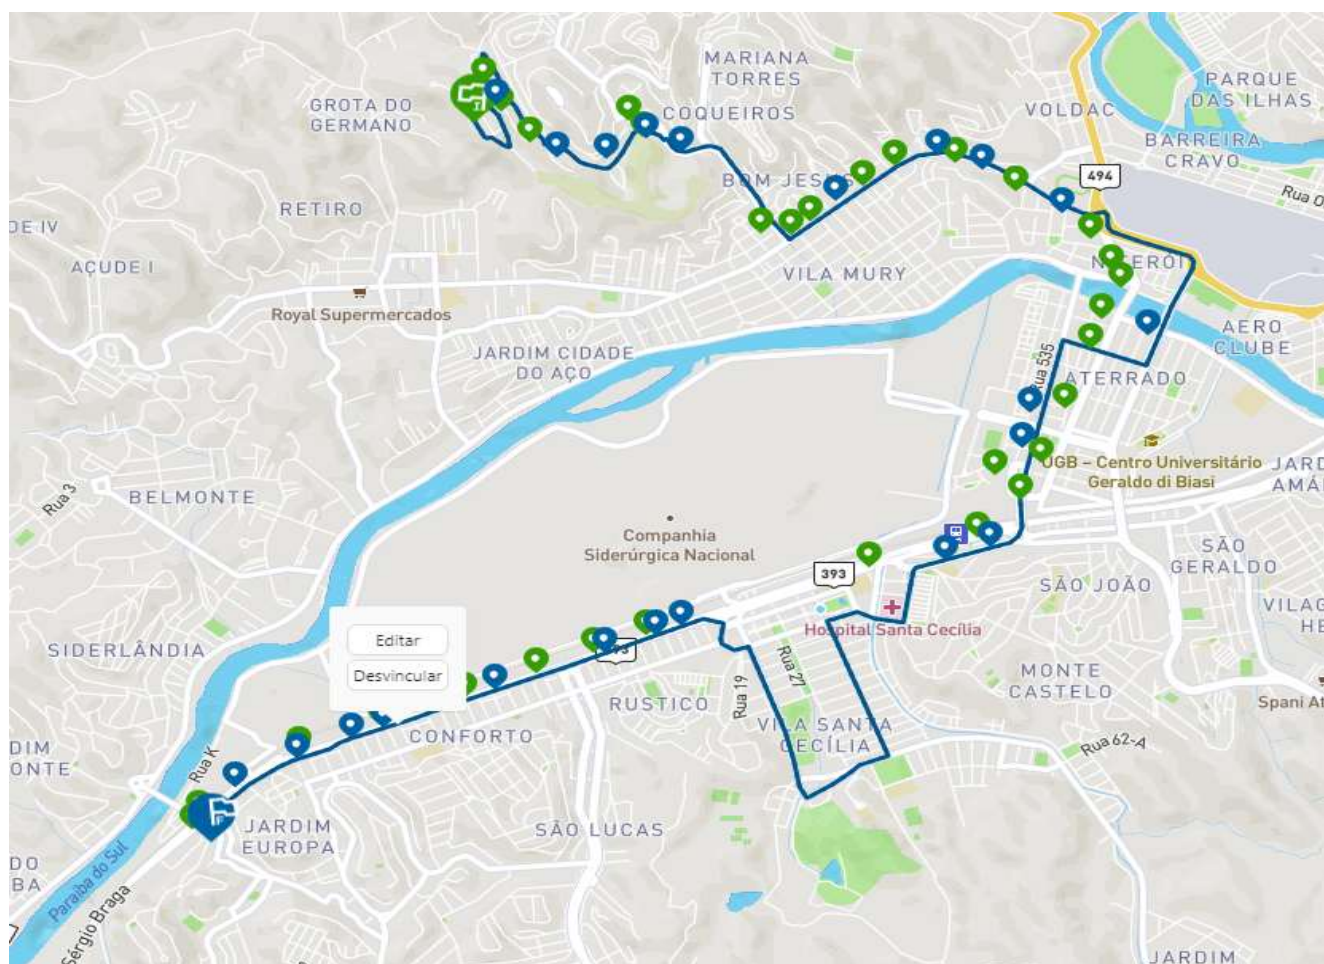 MARIANA
TORRES
PARQUE
DAS ILHAS
GROTA DO
GERMANO
COQUEIROS
VOLDAC
BARREIRA
CRAVO
494
BOM JESUS
Rua O
RETIRO
DE IV
AÇUDE I
VILA MURY
Royal Supermercados
AERO
CLUBE
JARDIM CIDADE
DO AÇO
Rua 535
ATERRADO
UGB – Centro Universitário
Geraldo di Biasi
JARD
AMÁ
Rua 3
BELMONTE
Companhia
Siderúrgica Nacional
SÃO
GERALDO
393
SÃO JOÃO
VILAG
HE
Hospital Santa Cecília
SIDERLÂNDIA
Editar
Desvincular
MONTE
CASTELO
Rua 27
Rua 19
RUSTICO
Spani At
VILA SANTA
CECÍLIA
CONFORTO
Rua 62-A
DIM
ONTE
Rua K
JARDIM
EUROPA
SÃO LUCAS
DO
BA
Paraíba do Sul
Sérgio Braga
JARDIM